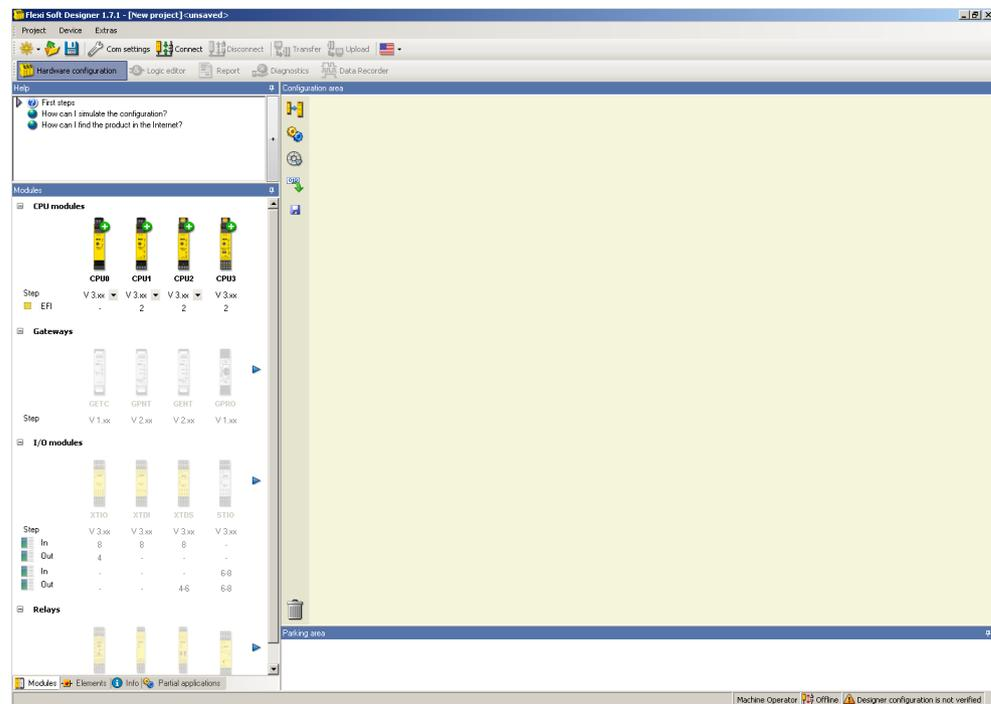 Flexi Soft Designer 1.7.1 - [New project]<unsaved>
Project Device Extras
Com settings Connect Disconnect Transfer Upload
Hardware configuration Logic editor Report Diagnostics Data Recorder
Help
Configuration area
First steps
How can I simulate the configuration?
How can I find the product in the Internet?
Modules
CPU modules
CPU0 CPU1 CPU2 CPU3
Step V 3.xx V 3.xx V 3.xx V 3.xx
EFI - 2 2 2
Gateways
GETC GPNT GENT GPRO
Step V 1.xx V 2.xx V 2.xx V 1.xx
I/O modules
XTIO XTDI XTDS STIO
Step V 3.xx V 3.xx V 3.xx V 3.xx
In 8 8 8 -
Out 4 - - -
In - - - 6-8
Out - - 4-6 6-8
Relays
Parking area
Modules Elements Info Partial applications
Machine Operator Offline Designer configuration is not verified